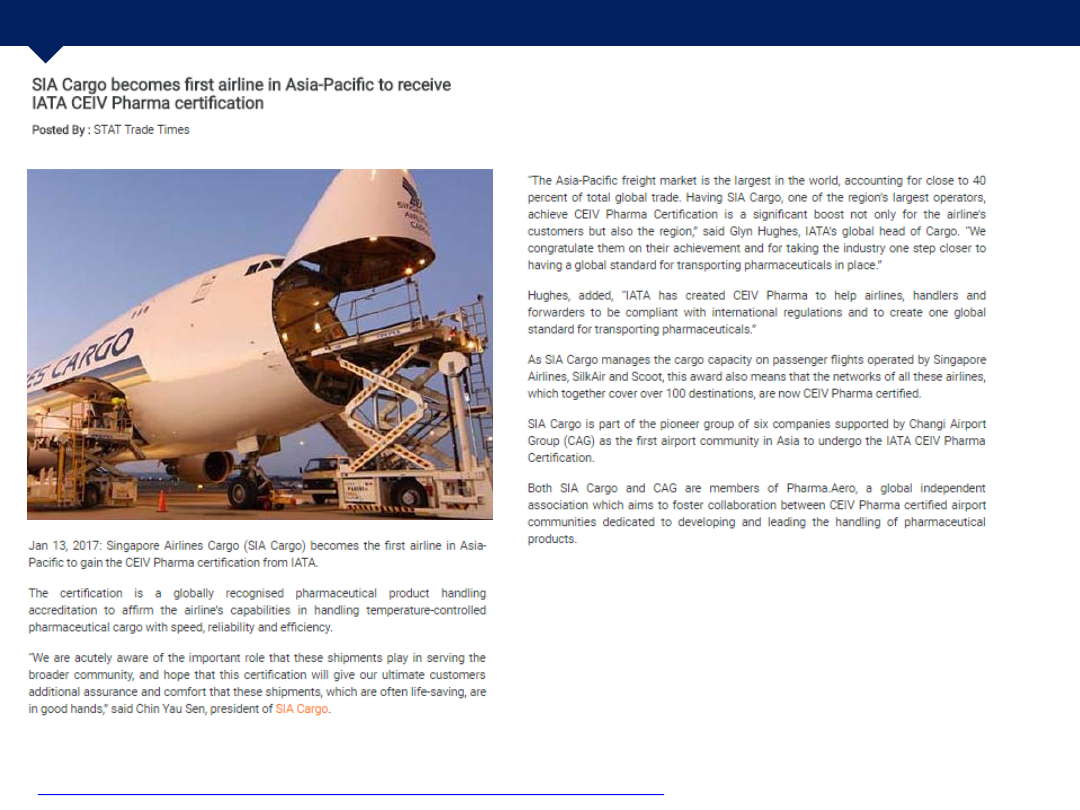 SIA Cargo becomes first airline in Asia-Pacific to receive
IATA CEIV Pharma certification
Posted By : STAT Trade Times
ES CARGO
CARGO
Jan 13, 2017: Singapore Airlines Cargo (SIA Cargo) becomes the first airline in Asia-
Pacific to gain the CEIV Pharma certification from IATA.
The certification is a globally recognised pharmaceutical product handling
accreditation to affirm the airline's capabilities in handling temperature-controlled
pharmaceutical cargo with speed, reliability and efficiency.
“We are acutely aware of the important role that these shipments play in serving the
broader community, and hope that this certification will give our ultimate customers
additional assurance and comfort that these shipments, which are often life-saving, are
in good hands,” said Chin Yau Sen, president of SIA Cargo.
“The Asia-Pacific freight market is the largest in the world, accounting for close to 40
percent of total global trade. Having SIA Cargo, one of the region's largest operators,
achieve CEIV Pharma Certification is a significant boost not only for the airline's
customers but also the region,” said Glyn Hughes, IATA's global head of Cargo. “We
congratulate them on their achievement and for taking the industry one step closer to
having a global standard for transporting pharmaceuticals in place.”
Hughes, added, “IATA has created CEIV Pharma to help airlines, handlers and
forwarders to be compliant with international regulations and to create one global
standard for transporting pharmaceuticals.”
As SIA Cargo manages the cargo capacity on passenger flights operated by Singapore
Airlines, SilkAir and Scoot, this award also means that the networks of all these airlines,
which together cover over 100 destinations, are now CEIV Pharma certified.
SIA Cargo is part of the pioneer group of six companies supported by Changi Airport
Group (CAG) as the first airport community in Asia to undergo the IATA CEIV Pharma
Certification.
Both SIA Cargo and CAG are members of Pharma.Aero, a global independent
association which aims to foster collaboration between CEIV Pharma certified airport
communities dedicated to developing and leading the handling of pharmaceutical
products.